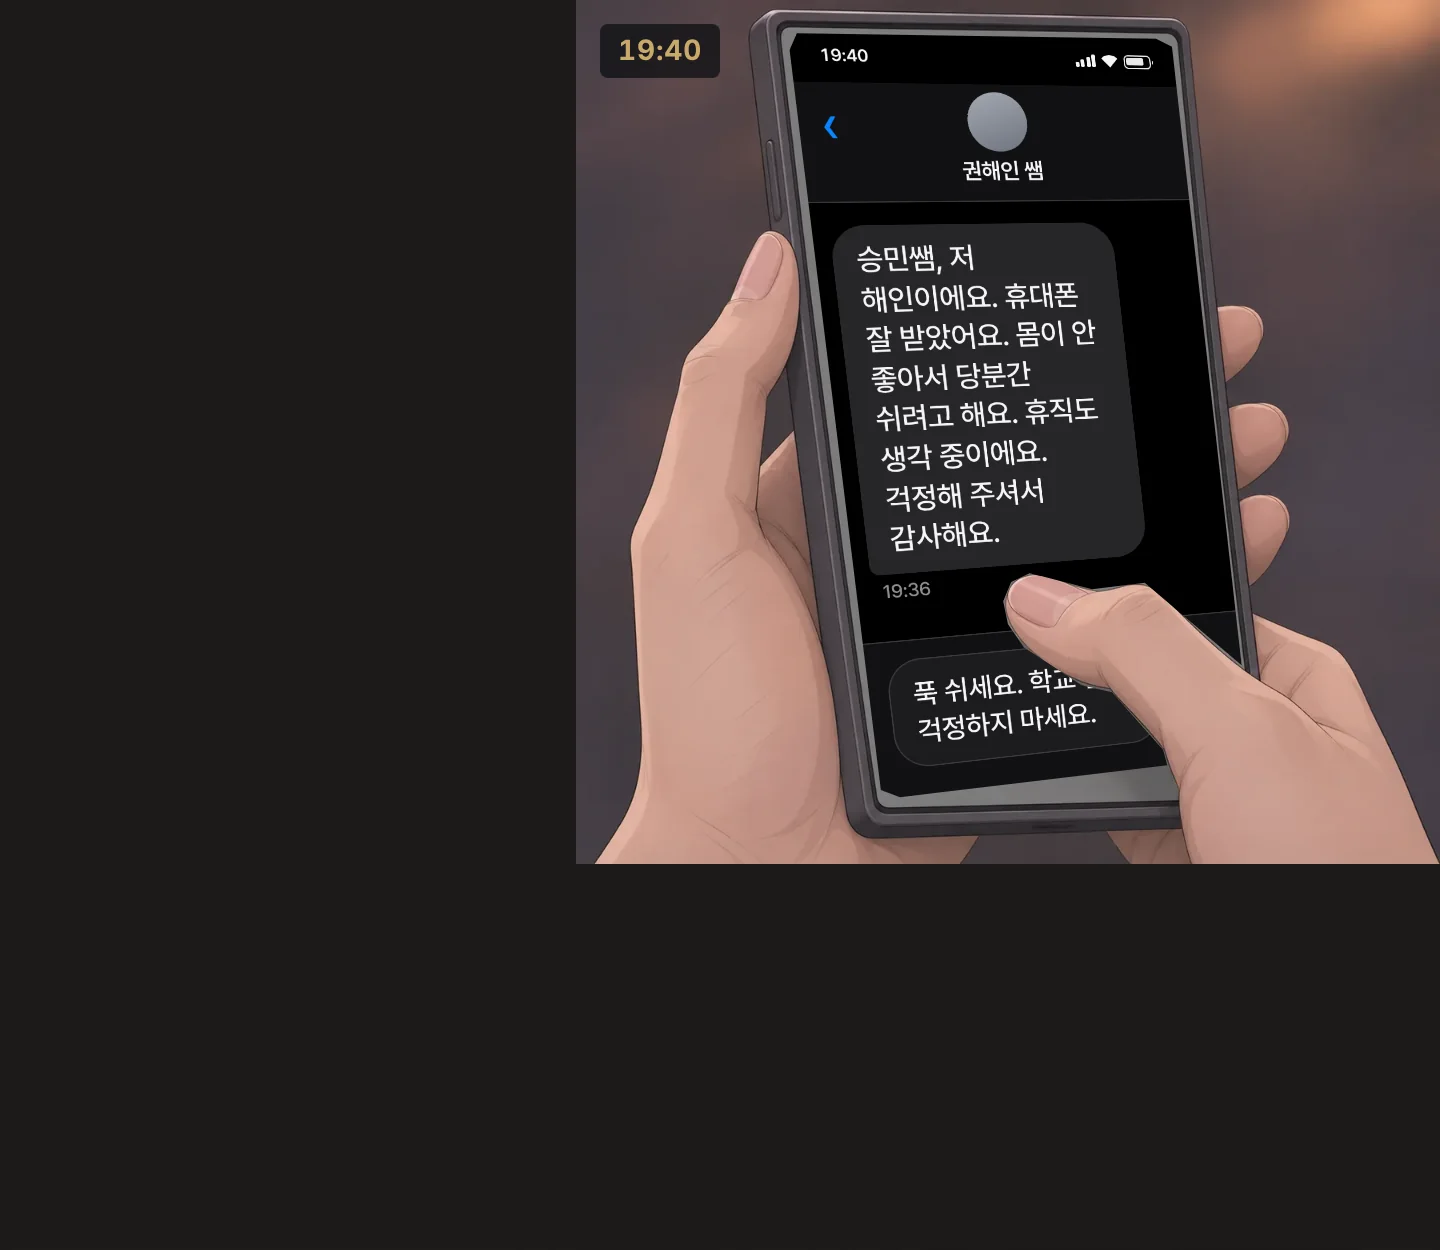 19:40
19:40
권해인 쌤
승민쌤, 저
해인이에요. 휴대폰
잘 받았어요. 몸이 안
좋아서 당분간
쉬려고 해요. 휴직도
생각 중이에요.
걱정해 주셔서
감사해요.
19:36
푹 쉬세요. 학교
걱정하지 마세요.